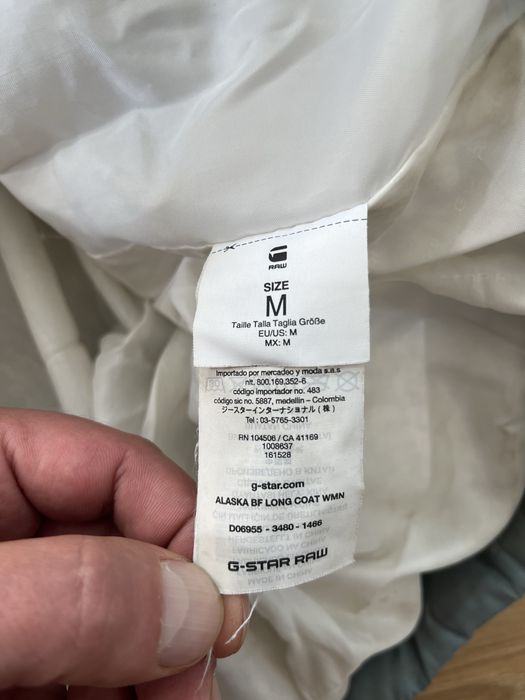 RAW
SIZE
M
Taille Talla Taglia Größe
EU/US: M
MX: M
Importado por mercadeo y moda s.a.s
nit. 800.169.352-6
código importador no. 483
código sic no. 5887, medellin – Colombia
ジースターインターナショナル(株)
Tel : 03-5765-3301
RN 104506 / CA 41169
1008637
161528
g-star.com
ALASKA BF LONG COAT WMN
D06955 - 3480 - 1466
G-STAR RAW